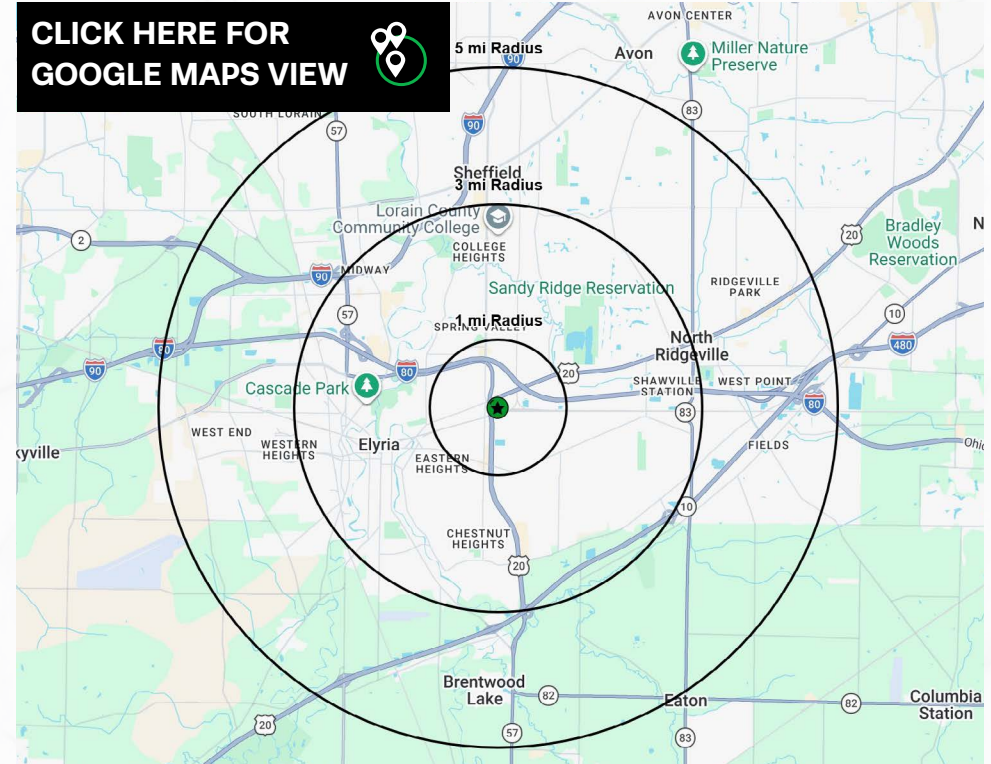 CLICK HERE FOR
GOOGLE MAPS VIEW
AVON CENTER
5 mi Radius
90
Avon
Miller Nature
Preserve
SOUTH LORAIN
57
90
83
Sheffield
3 mi Radius
Lorain County
Community College
COLLEGE
HEIGHTS
2
20
Bradley
Woods
Reservation
N
90
MIDWAY
Sandy Ridge Reservation
RIDGEVILLE
PARK
57
1 mi Radius
SPRING VALLEY
10
North
Ridgeville
480
80
90
80
20
Cascade Park
SHAWVILLE
STATION
WEST POINT
80
83
WEST END
WESTERN
HEIGHTS
Elyria
EASTERN
HEIGHTS
FIELDS
Ohio
kyville
10
CHESTNUT
HEIGHTS
20
Brentwood
Lake
82
Eaton
82
Columbia
Station
20
57
83